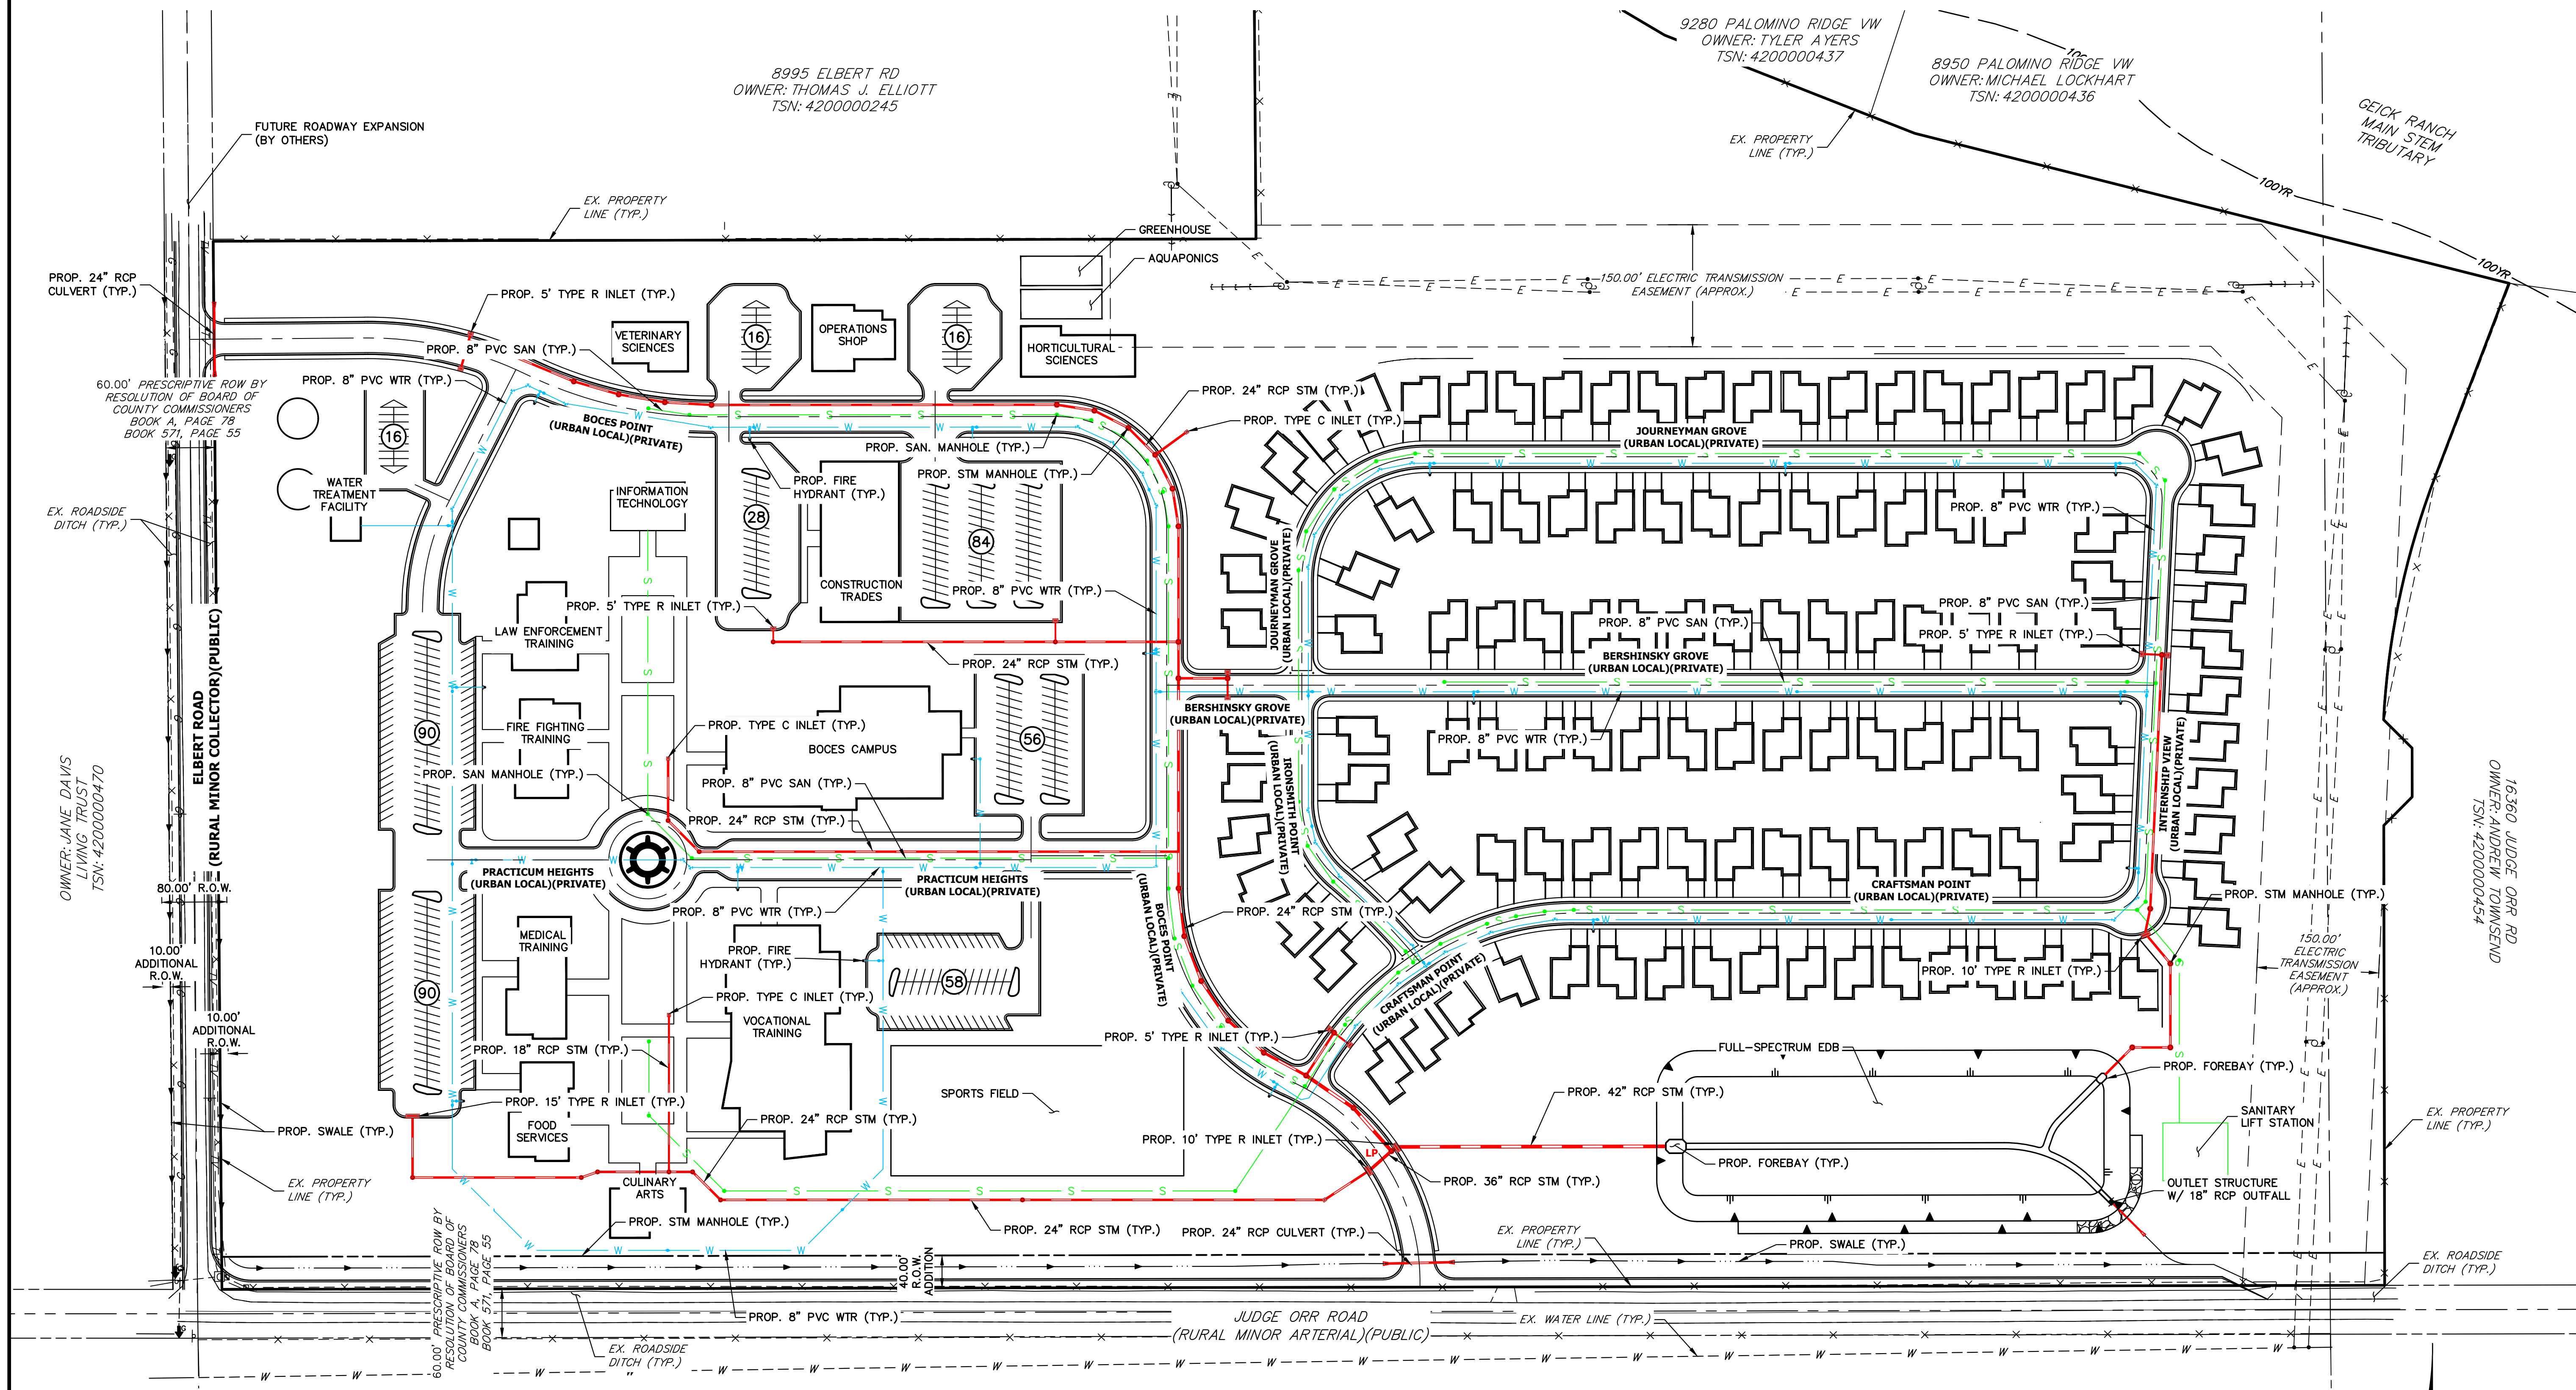 9280 PALOMINO RIDGE VW
OWNER: TYLER AYERS
TSN: 4200000437
8950 PALOMINO RIDGE VW
OWNER: MICHAEL LOCKHART
TSN: 4200000436
8995 ELBERT RD
OWNER: THOMAS J. ELLIOTT
TSN: 4200000245
GEICK RANCH
MAIN STEM
TRIBUTARY
100YR
100YR
FUTURE ROADWAY EXPANSION
(BY OTHERS)
EX. PROPERTY
LINE (TYP.)
EX. PROPERTY
LINE (TYP.)
GREENHOUSE
AQUAPONICS
PROP. 24" RCP
CULVERT (TYP.)
150.00' ELECTRIC TRANSMISSION
EASEMENT (APPROX.)
PROP. 5' TYPE R INLET (TYP.)
VETERINARY
SCIENCES
16
OPERATIONS
SHOP
16
HORTICULTURAL
SCIENCES
PROP. 8" PVC SAN (TYP.)
PROP. 8" PVC WTR (TYP.)
60.00' PRESCRIPTIVE ROW BY
RESOLUTION OF BOARD OF
COUNTY COMMISSIONERS
BOOK A, PAGE 78
BOOK 571, PAGE 55
16
BOCES POINT
(URBAN LOCAL)(PRIVATE)
PROP. 24" RCP STM (TYP.)
PROP. TYPE C INLET (TYP.)
PROP. SAN. MANHOLE (TYP.)
PROP. STM MANHOLE (TYP.)
JOURNEYMAN GROVE
(URBAN LOCAL)(PRIVATE)
WATER
TREATMENT
FACILITY
INFORMATION
TECHNOLOGY
PROP. FIRE
HYDRANT (TYP.)
28
84
EX. ROADSIDE
DITCH (TYP.)
PROP. 8" PVC WTR (TYP.)
CONSTRUCTION
TRADES
PROP. 8" PVC WTR (TYP.)
JOURNEYMAN GROVE
(URBAN LOCAL)(PRIVATE)
PROP. 5' TYPE R INLET (TYP.)
LAW ENFORCEMENT
TRAINING
PROP. 24" RCP STM (TYP.)
PROP. 8" PVC SAN (TYP.)
PROP. 8" PVC SAN (TYP.)
PROP. 5' TYPE R INLET (TYP.)
BERSHINSKY GROVE
(URBAN LOCAL)(PRIVATE)
ELBERT ROAD
(RURAL MINOR COLLECTOR)(PUBLIC)
BERSHINSKY GROVE
(URBAN LOCAL)(PRIVATE)
90
FIRE FIGHTING
TRAINING
PROP. TYPE C INLET (TYP.)
BOCES CAMPUS
56
PROP. 8" PVC WTR (TYP.)
INTERNSHIP VIEW
(URBAN LOCAL)(PRIVATE)
PROP. SAN MANHOLE (TYP.)
PROP. 8" PVC SAN (TYP.)
PROP. 24" RCP STM (TYP.)
IRONSMITH POINT
(URBAN LOCAL)(PRIVATE)
OWNER: JANE DAVIS
LIVING TRUST
TSN: 4200000470
16360 JUDGE ORR RD
OWNER: ANDREW TOWNSEND
TSN: 4200000454
PRACTICUM HEIGHTS
(URBAN LOCAL)(PRIVATE)
PRACTICUM HEIGHTS
(URBAN LOCAL)(PRIVATE)
80.00' R.O.W.
CRAFTSMAN POINT
(URBAN LOCAL)(PRIVATE)
PROP. STM MANHOLE (TYP.)
PROP. 8" PVC WTR (TYP.)
PROP. 24" RCP STM (TYP.)
BOCES POINT
(URBAN LOCAL)(PRIVATE)
10.00'
ADDITIONAL
R.O.W.
MEDICAL
TRAINING
PROP. FIRE
HYDRANT (TYP.)
58
CRAFTSMAN POINT
(URBAN LOCAL)(PRIVATE)
PROP. 10' TYPE R INLET (TYP.)
150.00'
ELECTRIC
TRANSMISSION
EASEMENT
(APPROX.)
90
PROP. TYPE C INLET (TYP.)
VOCATIONAL
TRAINING
10.00'
ADDITIONAL
R.O.W.
PROP. 18" RCP STM (TYP.)
PROP. 5' TYPE R INLET (TYP.)
FULL-SPECTRUM EDB
PROP. FOREBAY (TYP.)
SPORTS FIELD
PROP. 42" RCP STM (TYP.)
PROP. 15' TYPE R INLET (TYP.)
PROP. SWALE (TYP.)
FOOD
SERVICES
PROP. 24" RCP STM (TYP.)
PROP. 10' TYPE R INLET (TYP.)
LP
SANITARY
LIFT STATION
EX. PROPERTY
LINE (TYP.)
PROP. FOREBAY (TYP.)
EX. PROPERTY
LINE (TYP.)
CULINARY
ARTS
PROP. 36" RCP STM (TYP.)
OUTLET STRUCTURE
W/ 18" RCP OUTFALL
PROP. STM MANHOLE (TYP.)
PROP. 24" RCP STM (TYP.)
PROP. 24" RCP CULVERT (TYP.)
EX. PROPERTY
LINE (TYP.)
PROP. SWALE (TYP.)
EX. ROADSIDE
DITCH (TYP.)
60.00' PRESCRIPTIVE ROW BY
RESOLUTION OF BOARD OF
COUNTY COMMISSIONERS
BOOK A, PAGE 78
BOOK 571, PAGE 55
40.00'
R.O.W.
ADDITION
PROP. 8" PVC WTR (TYP.)
JUDGE ORR ROAD
(RURAL MINOR ARTERIAL)(PUBLIC)
EX. WATER LINE (TYP.)
EX. ROADSIDE
DITCH (TYP.)